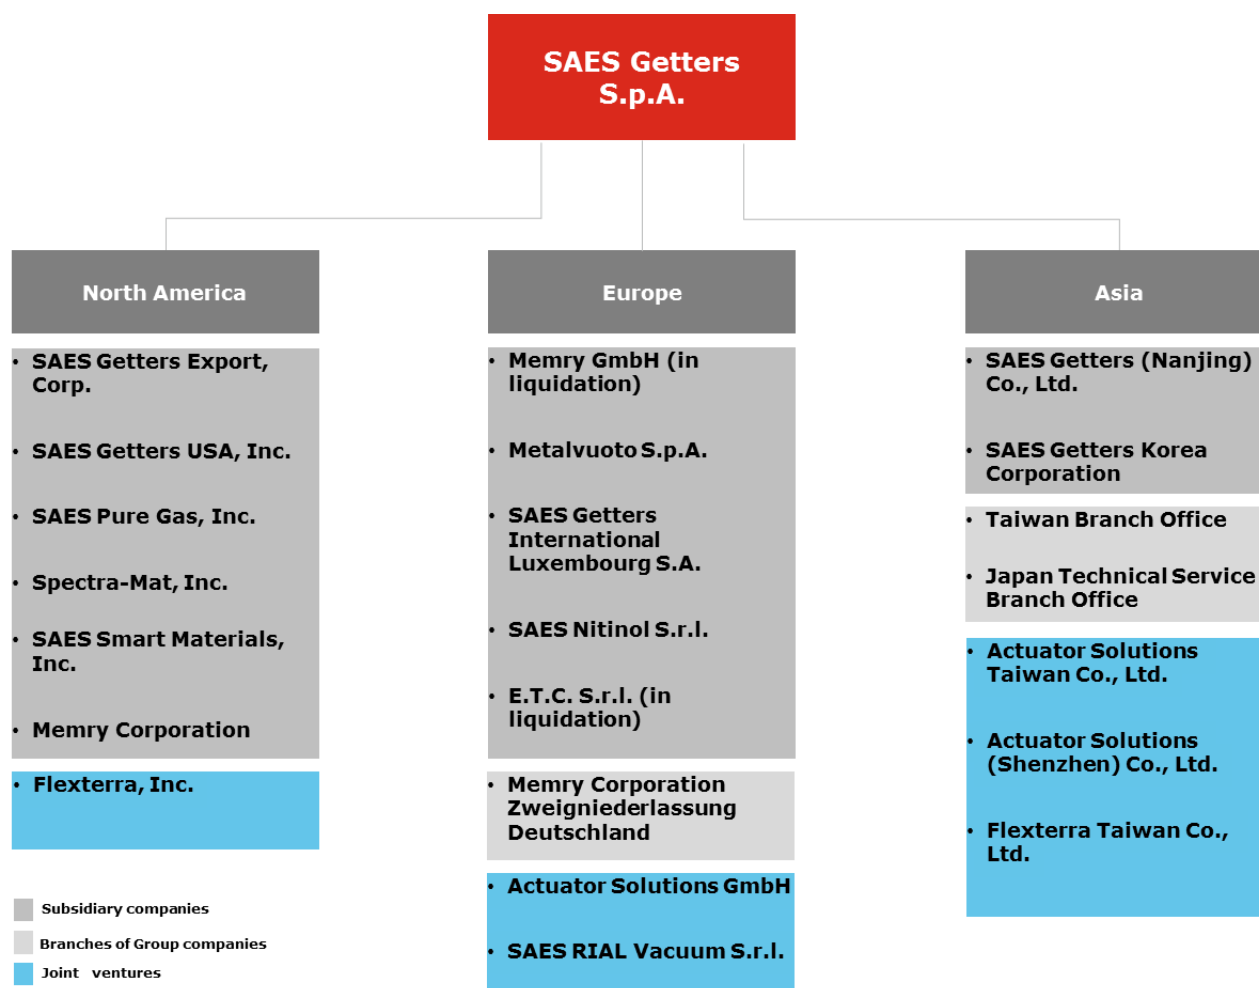 SAES Getters
S.p.A.
North America
• SAES Getters Export,
Corp.
• SAES Getters USA, Inc.
• SAES Pure Gas, Inc.
• Spectra-Mat, Inc.
• SAES Smart Materials,
Inc.
• Memry Corporation
• Flexterra, Inc.
Europe
• Memry GmbH (in
liquidation)
• Metalvuoto S.p.A.
• SAES Getters
International
Luxembourg S.A.
• SAES Nitinol S.r.l.
• E.T.C. S.r.l. (in
liquidation)
• Memry Corporation
Zweigniederlassung
Deutschland
• Actuator Solutions GmbH
• SAES RIAL Vacuum S.r.l.
Asia
• SAES Getters (Nanjing)
Co., Ltd.
• SAES Getters Korea
Corporation
• Taiwan Branch Office
• Japan Technical Service
Branch Office
• Actuator Solutions
Taiwan Co., Ltd.
• Actuator Solutions
(Shenzhen) Co., Ltd.
• Flexterra Taiwan Co.,
Ltd.
Subsidiary companies
Branches of Group companies
Joint ventures